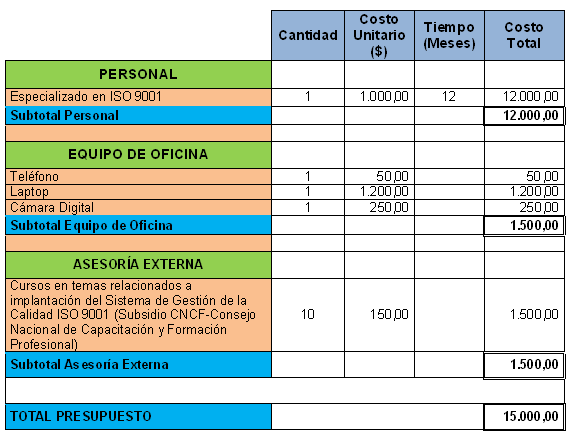 Cantidad Costo Unitario ($) Tiempo (Meses) Costo Total
PERSONAL
Especializado en ISO 9001 1 1.000,00 12 12.000,00
Subtotal Personal 12.000,00
EQUIPO DE OFICINA
Teléfono 1 50,00 50,00
Laptop 1 1.200,00 1.200,00
Cámara Digital 1 250,00 250,00
Subtotal Equipo de Oficina 1.500,00
ASESORÍA EXTERNA
Cursos en temas relacionados a
implantación del Sistema de Gestión de la
Calidad ISO 9001 (Subsidio CNCF-Consejo 10 150,00 1.500,00
Nacional de Capacitación y Formación
Profesional)
Subtotal Asesoría Externa 1.500,00
TOTAL PRESUPUESTO 15.000,00